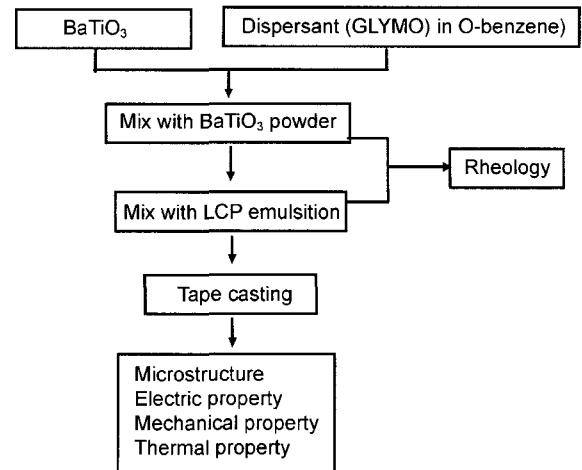 BaTiO₃
Dispersant (GLYMO) in O-benzene)
Mix with BaTiO₃ powder
Rheology
Mix with LCP emulsition
Tape casting
Microstructure
Electric property
Mechanical property
Thermal property